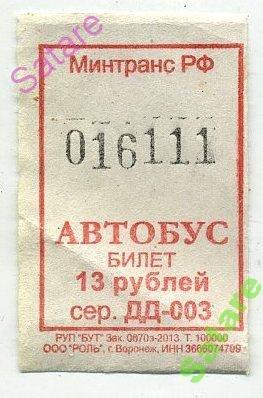 Satare
Минтранс РФ
016111
АВТОБУС
БИЛЕТ
13 рублей
сер. ДД-003
РУП "БУТ" Зак. 0870з-2013. Т. 100000
ООО "РОЛЬ", г. Воронеж, ИНН 3666074709
Satare